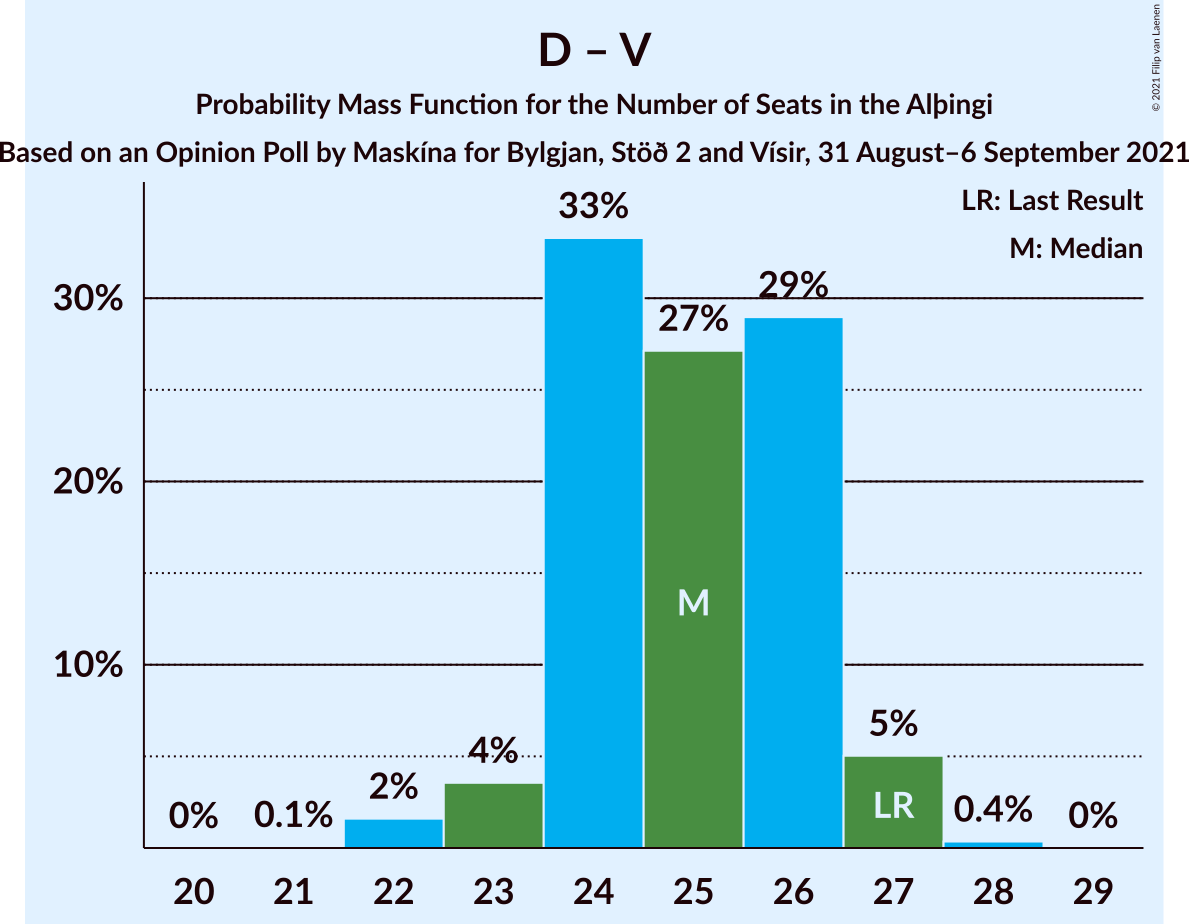 D – V
Probability Mass Function for the Number of Seats in the Alþingi
Based on an Opinion Poll by Maskína for Bylgjan, Stöð 2 and Vísir, 31 August–6 September 2021
© 2021 Filip van Laenen
LR: Last Result
M: Median
33%
29%
27%
30%
20%
10%
M
5%
4%
2%
LR
0%
0.1%
0.4%
0%
20 21 22 23 24 25 26 27 28 29